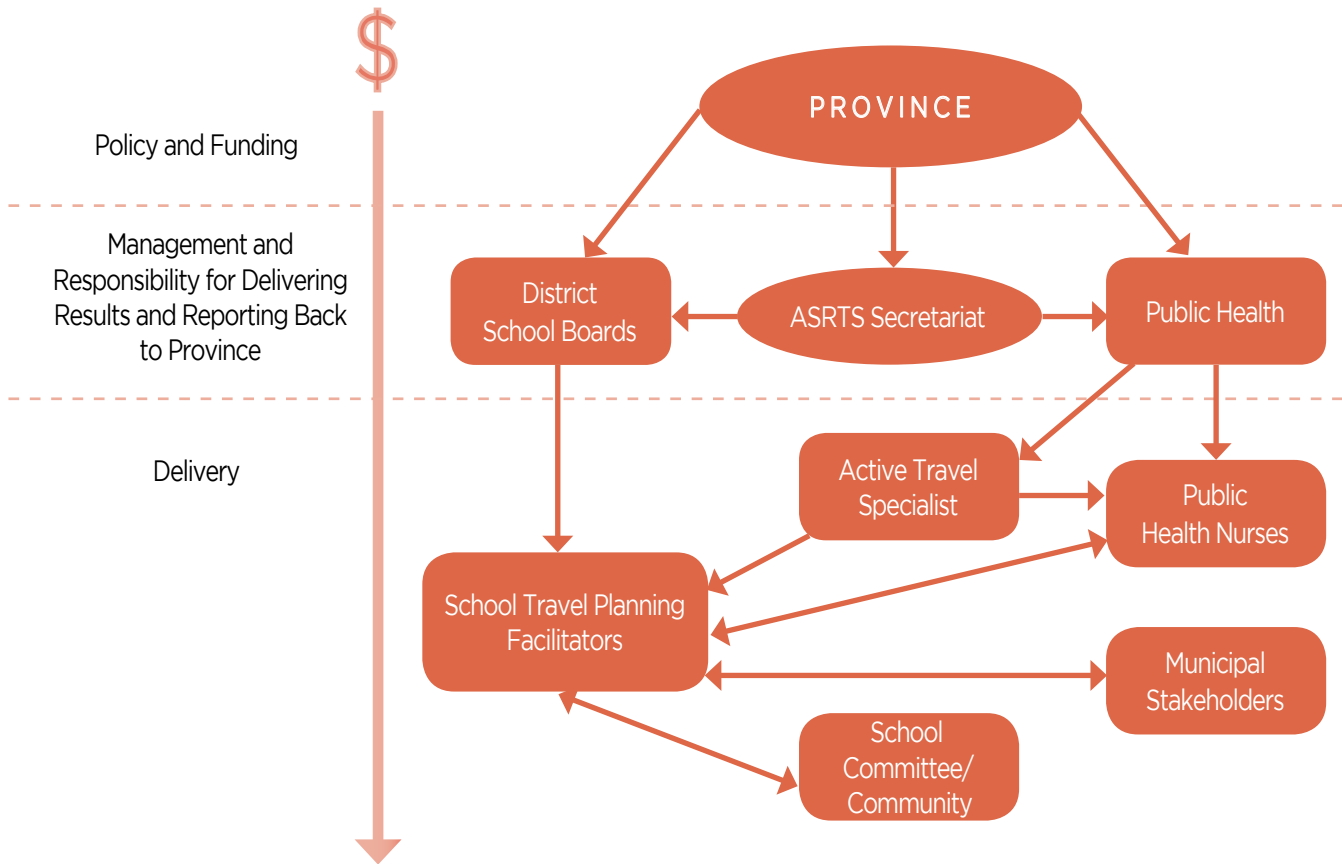 $
PROVINCE
Policy and Funding
Management and
Responsibility for Delivering
Results and Reporting Back
to Province
District
School Boards
ASRTS Secretariat
Public Health
Delivery
Active Travel
Specialist
Public
Health Nurses
School Travel Planning
Facilitators
Municipal
Stakeholders
School
Committee/
Community